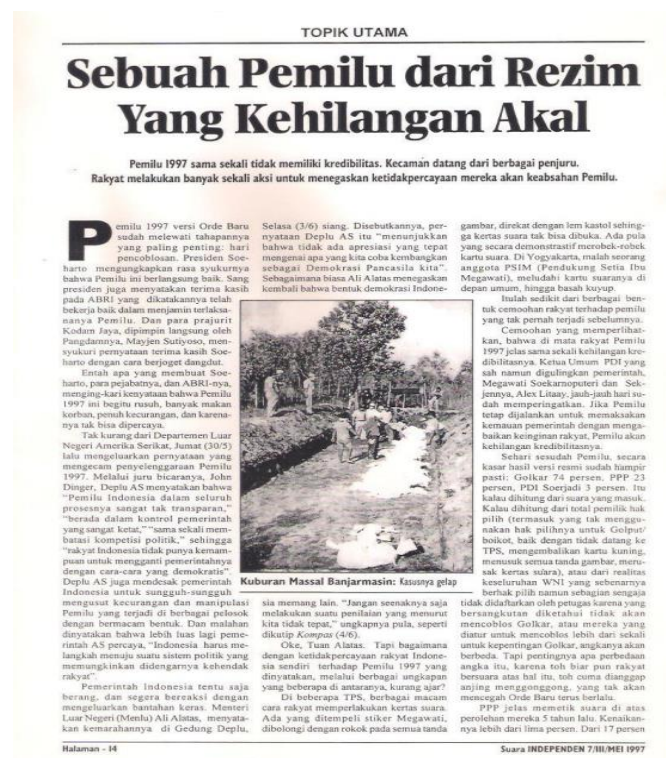 TOPIK UTAMA
Sebuah Pemilu dari Rezim
Yang Kehilangan Akal
Pemilu 1997 sama sekali tidak memiliki kredibilitas. Kecaman datang dari berbagai penjuru.
Rakyat melakukan banyak sekali aksi untuk menegaskan ketidakpercayaan mereka akan keabsahan Pemilu.
Pemilu 1997 versi Orde Baru
sudah melewati tahapannya
yang paling penting: hari
pencoblosan. Presiden Soe-
harto mengungkapkan rasa syukurnya
bahwa Pemilu ini berlangsung baik. Sang
presiden juga menyatakan terima kasih
pada ABRI yang dikatakannya telah
bekerja baik dalam menjamin terlaksa-
nanya Pemilu. Dan para prajurit
Kodam Jaya, dipimpin langsung oleh
Pangdamnya, Mayjen Sutiyoso, men-
syukuri pernyataan terima kasih Soe-
harto dengan cara berjoget dangdut.
Entah apa yang membuat Soe-
harto, para pejabatnya, dan ABRI-nya,
menging-kari kenyataan bahwa Pemilu
1997 ini begitu rusuh, banyak makan
korban, penuh kecurangan, dan karena-
nya tak bisa dipercaya.
Tak kurang dari Departemen Luar
Negeri Amerika Serikat, Jumat (30/5)
lalu mengeluarkan pernyataan yang
mengecam penyelenggaraan Pemilu
1997. Melalui juru bicaranya, John
Dinger, Deplu AS menyatakan bahwa
"Pemilu Indonesia dalam seluruh
prosesnya sangat tak transparan,"
"berada dalam kontrol pemerintah
yang sangat ketat," "sama sekali mem-
batasi kompetisi politik," sehingga
"rakyat Indonesia tidak punya kemam-
puan untuk mengganti pemerintahnya
dengan cara-cara yang demokratis".
Deplu AS juga mendesak pemerintah
Indonesia untuk sungguh-sungguh
mengusut kecurangan dan manipulasi
Pemilu yang terjadi di berbagai pelosok
dengan bermacam bentuk. Dan malahan
dinyatakan bahwa lebih luas lagi peme-
rintah AS percaya, "Indonesia harus me-
langkah menuju suatu sistem politik yang
memungkinkan didengarnya kehendak
rakyat".
Pemerintah Indonesia tentu saja
berang, dan segera bereaksi dengan
mengeluarkan bantahan keras. Menteri
Luar Negeri (Menlu) Ali Alatas, menyata-
kan kemarahannya di Gedung Deplu,
Selasa (3/6) siang. Disebutkannya, per-
nyataan Deplu AS itu "menunjukkan
bahwa tidak ada apresiasi yang tepat
mengenai apa yang kita coba kembangkan
sebagai Demokrasi Pancasila kita".
Sebagaimana biasa Ali Alatas menegaskan
kembali bahwa bentuk demokrasi Indone-
Kuburan Massal Banjarmasin: Kasusnya gelap
sia memang lain. "Jangan seenaknya saja
melakukan suatu penilaian yang menurut
kita tidak tepat," ungkapnya pula, seperti
dikutip Kompas (4/6).
Oke, Tuan Alatas. Tapi bagaimana
dengan ketidakpercayaan rakyat Indone-
sia sendiri terhadap Pemilu 1997 yang
dinyatakan, melalui berbagai ungkapan
yang beberapa di antaranya, kurang ajar?
Di beberapa TPS, berbagai macam
cara rakyat memperlakukan kertas suara.
Ada yang ditempeli stiker Megawati,
dibolongi dengan rokok pada semua tanda
gambar, direkat dengan lem kastol sehing-
ga kertas suara tak bisa dibuka. Ada pula
yang secara demonstratif merobek-robek
kartu suara. Di Yogyakarta, malah seorang
anggota PSIM (Pendukung Setia Ibu
Megawati), meludahi kartu suaranya di
depan umum, hingga basah kuyup.
Itulah sedikit dari berbagai ben-
tuk cemoohan rakyat terhadap pemilu
yang tak pernah terjadi sebelumnya.
Cemoohan yang memperlihat-
kan, bahwa di mata rakyat Pemilu
1997 jelas sama sekali kehilangan kre-
dibilitasnya. Ketua Umum PDI yang
sah namun digulingkan pemerintah,
Megawati Soekarnoputeri dan Sek-
jennya, Alex Litaay, jauh-jauh hari su-
dah memperingatkan. Jika Pemilu
tetap dijalankan untuk memaksakan
kemauan pemerintah dengan menga-
baikan keinginan rakyat, Pemilu akan
kehilangan kredibilitasnya.
Sehari sesudah Pemilu, secara
kasar hasil versi resmi sudah hampir
pasti: Golkar 74 persen, PPP 23
persen, PDI Soerjadi 3 persen. Itu
kalau dihitung dari suara yang masuk.
Kalau dihitung dari total pemilik hak
pilih (termasuk yang tak menggu-
nakan hak pilihnya untuk Golput/
boikot, baik dengan tidak datang ke
TPS, mengembalikan kartu kuning,
menusuk semua tanda gambar, meru-
sak kertas suara), atau dari realitas
keseluruhan WNI yang sebenarnya
berhak pilih namun sebagian sengaja
tidak didaftarkan oleh petugas karena yang
bersangkutan diketahui tidak akan
mencoblos Golkar, atau mereka yang
diatur untuk mencoblos lebih dari sekali
untuk kepentingan Golkar, angkanya akan
berbeda. Tapi pentingnya apa perbedaan
angka itu, karena toh biar pun rakyat
bersuara atas hal itu, toh cuma dianggap
anjing menggonggong, yang tak akan
mencegah Orde Baru terus berlalu.
PPP jelas memetik suara di atas
perolehan mereka 5 tahun lalu. Kenaikan-
nya lebih dari lima persen. Dari 17 persen
Halaman - 14
Suara INDEPENDEN 7/III/MEI 1997